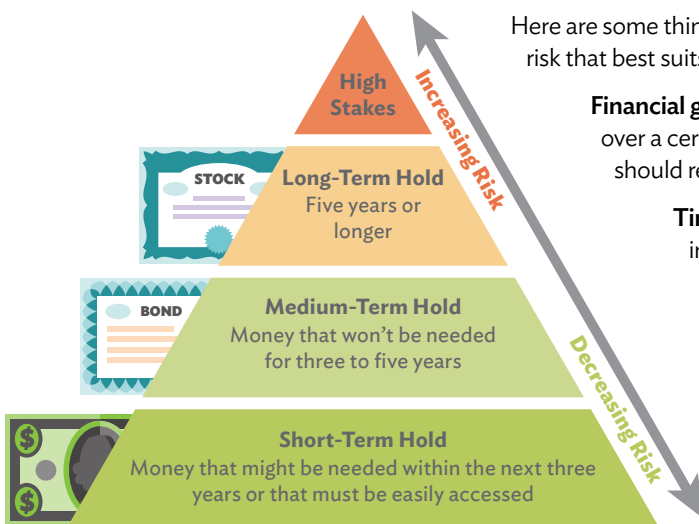 High
Stakes
STOCK
Long-Term Hold
Five years or
longer
BOND
Medium-Term Hold
Money that won't be needed
for three to five years
$
$
Short-Term Hold
Money that might be needed within the next three
years or that must be easily accessed
Increasing Risk
Decreasing Risk
Here are some thin
risk that best suits
Financial g
over a cer
should re
Ti
in